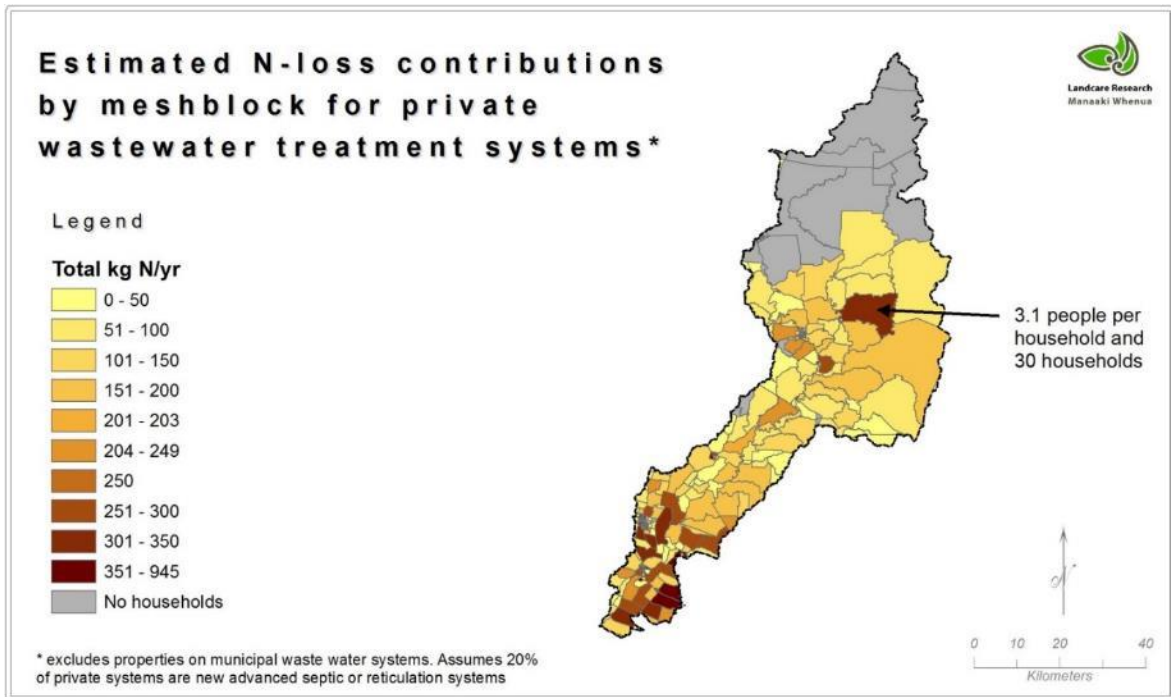 Estimated N-loss contributions
by meshblock for private
wastewater treatment systems*
Landcare Research
Manaaki Whenua
Legend
Total kg N/yr
0 - 50
51 - 100
101 - 150
151 - 200
201 - 203
204 - 249
250
251 - 300
301 - 350
351 - 945
No households
3.1 people per
household and
30 households
N
0 10 20 40
Kilometers
* excludes properties on municipal waste water systems. Assumes 20%
of private systems are new advanced septic or reticulation systems